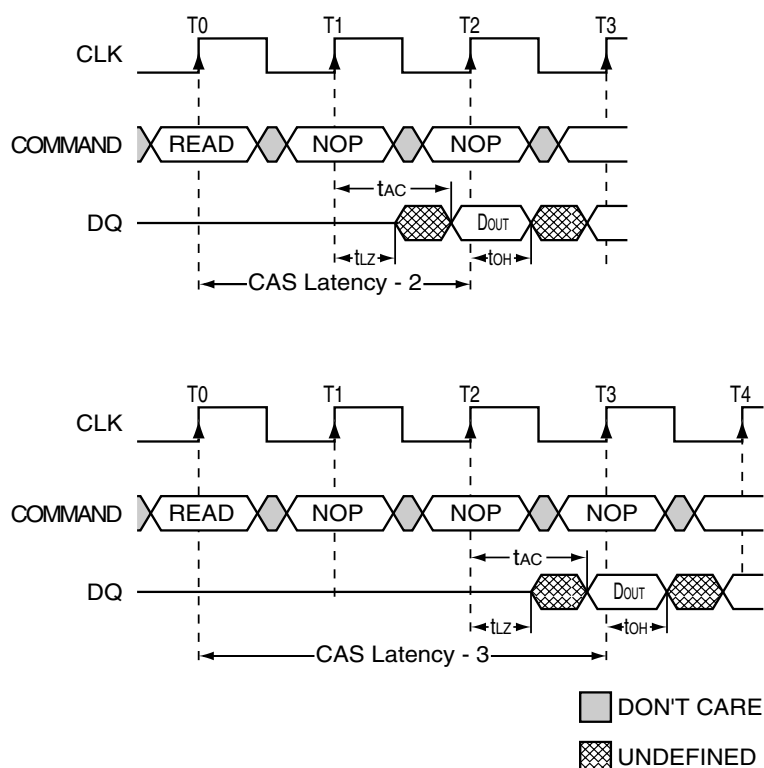 T0 T1 T2 T3
CLK
COMMAND READ NOP NOP
tAC
DQ DOUT
tLZ tOH
CAS Latency - 2
T0 T1 T2 T3 T4
CLK
COMMAND READ NOP NOP NOP
tAC
DQ DOUT
tLZ tOH
CAS Latency - 3
DON'T CARE
UNDEFINED